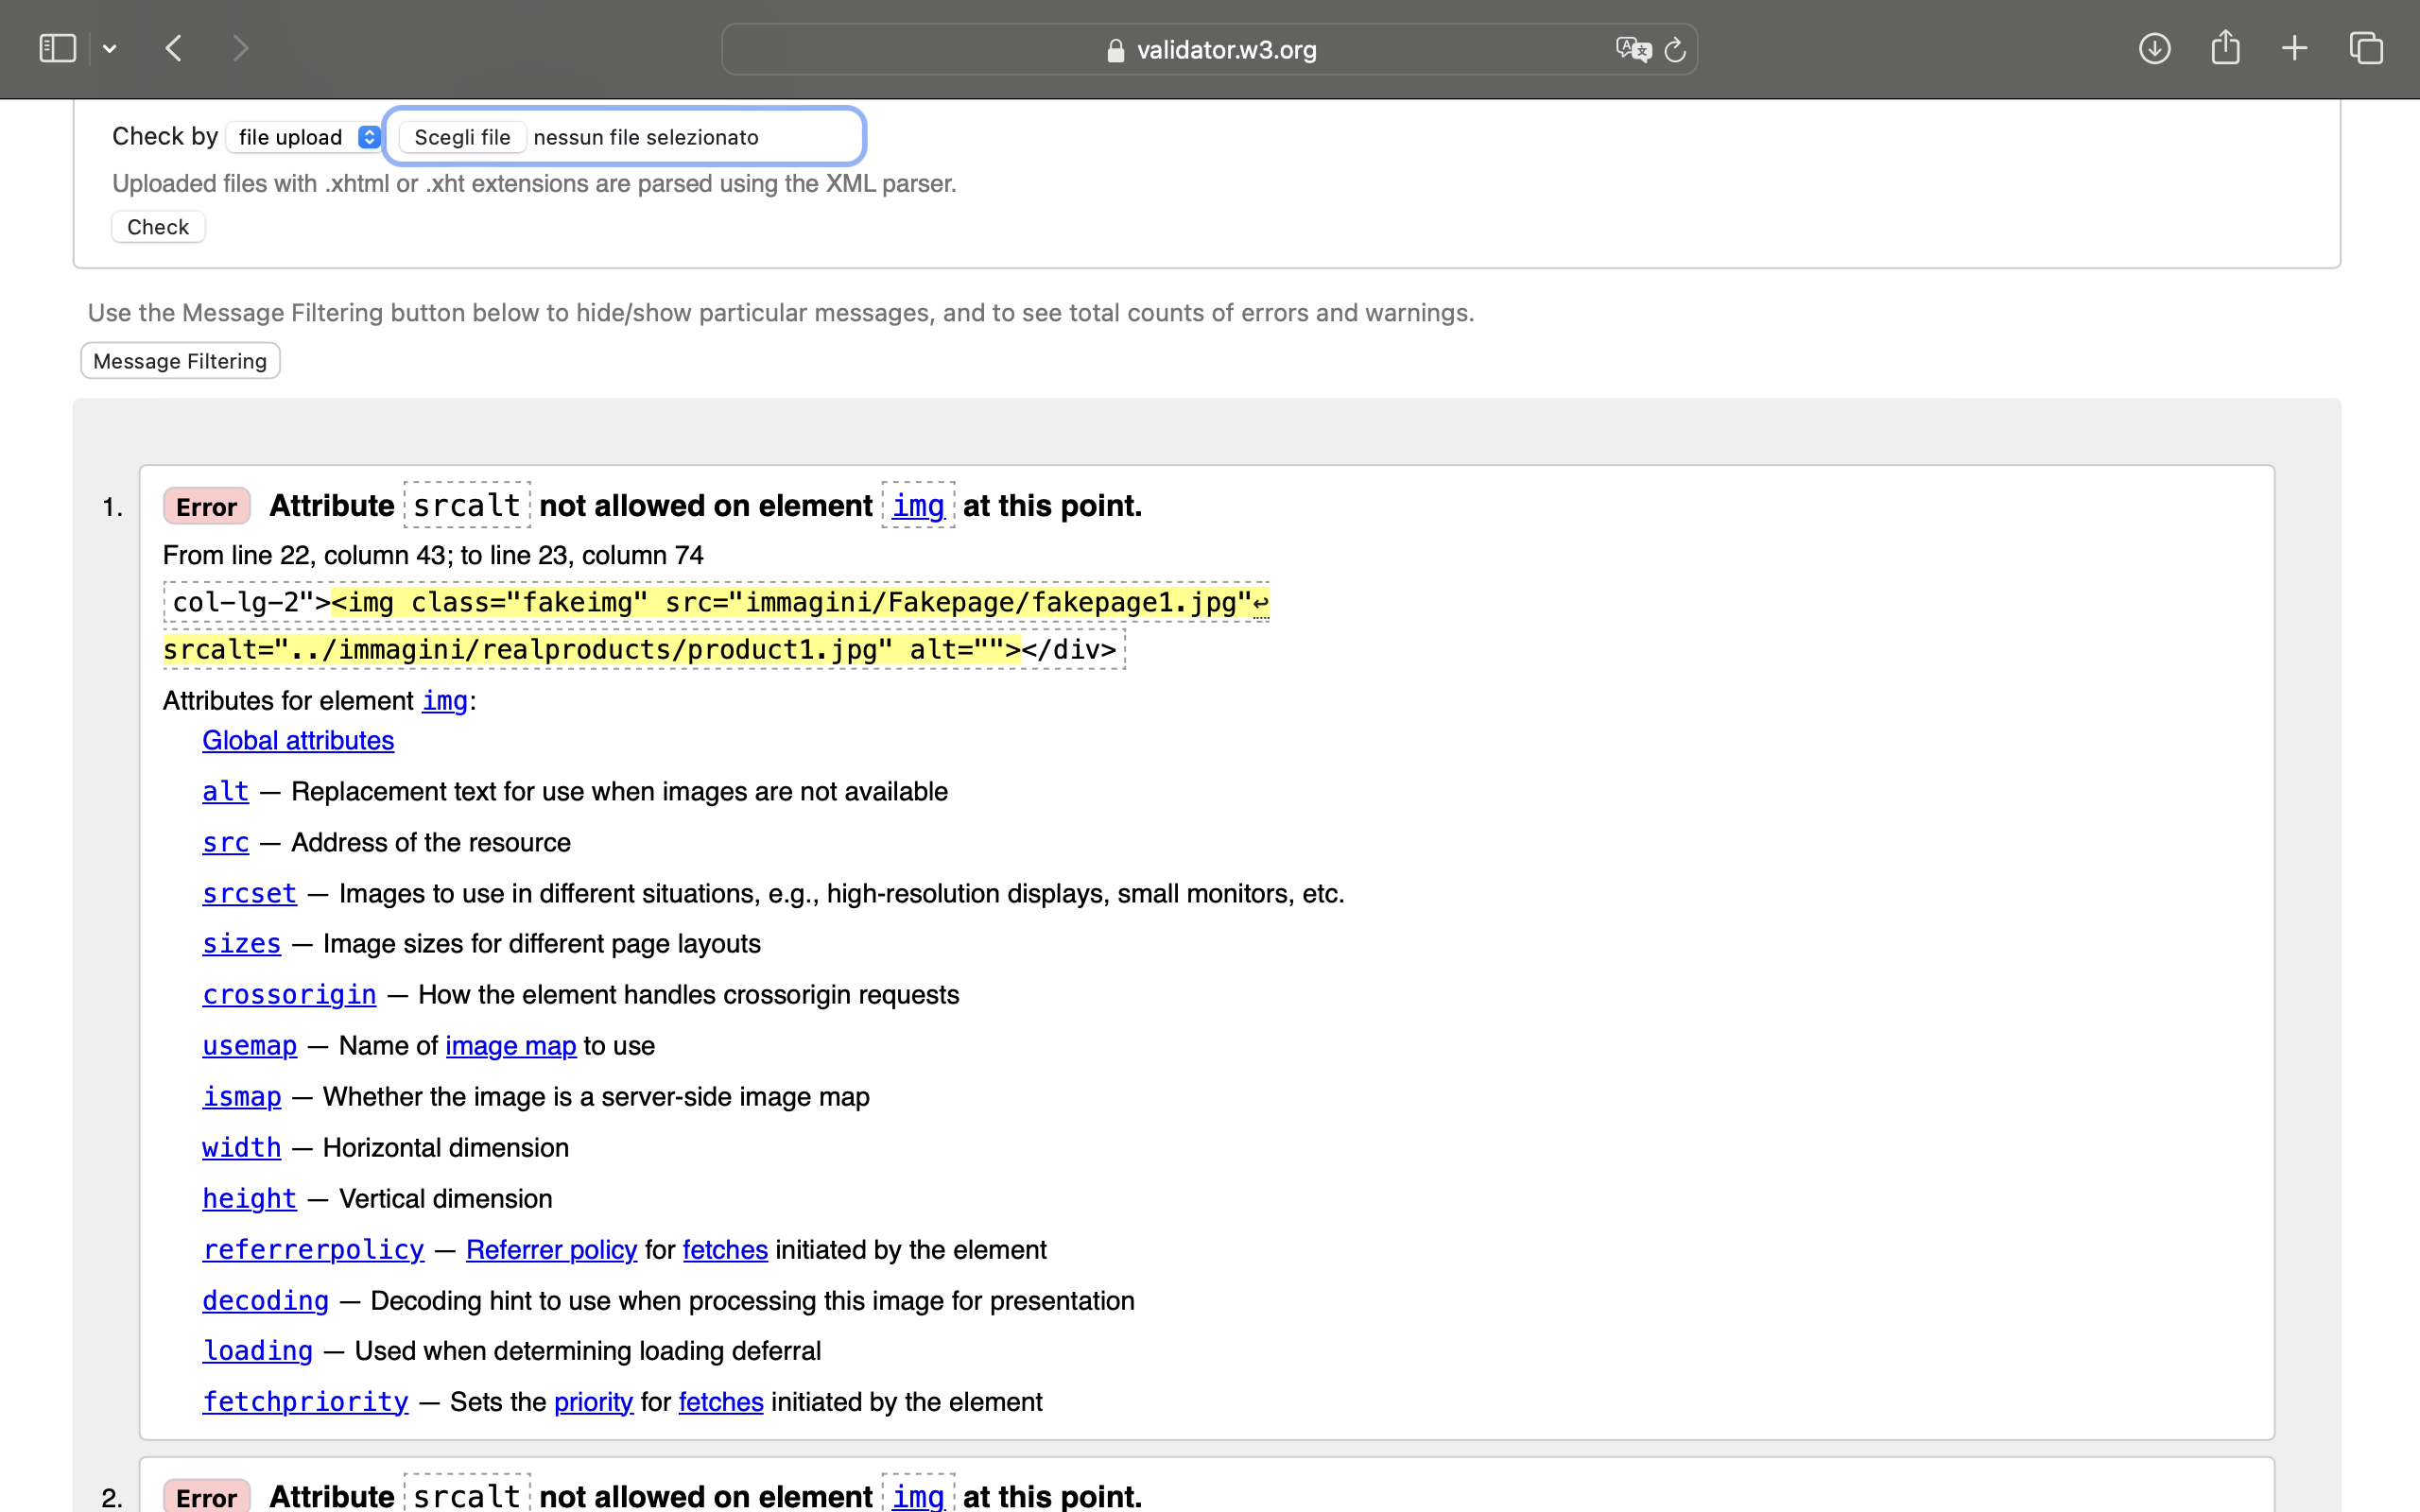 validator.w3.org
Check by file upload Scegli file nessun file selezionato
Uploaded files with .xhtml or .xht extensions are parsed using the XML parser.
Check
Use the Message Filtering button below to hide/show particular messages, and to see total counts of errors and warnings.
Message Filtering
1. Error Attribute srcalt not allowed on element img at this point.
From line 22, column 43; to line 23, column 74
col-lg-2"><img class="fakeimg" src="immagini/Fakepage/fakepage1.jpg"↩
srcalt="../immagini/realproducts/product1.jpg" alt=""></div>
Attributes for element img:
Global attributes
alt — Replacement text for use when images are not available
src — Address of the resource
srcset — Images to use in different situations, e.g., high-resolution displays, small monitors, etc.
sizes — Image sizes for different page layouts
crossorigin — How the element handles crossorigin requests
usemap — Name of image map to use
ismap — Whether the image is a server-side image map
width — Horizontal dimension
height — Vertical dimension
referrerpolicy — Referrer policy for fetches initiated by the element
decoding — Decoding hint to use when processing this image for presentation
loading — Used when determining loading deferral
fetchpriority — Sets the priority for fetches initiated by the element
2. Error Attribute srcalt not allowed on element img at this point.